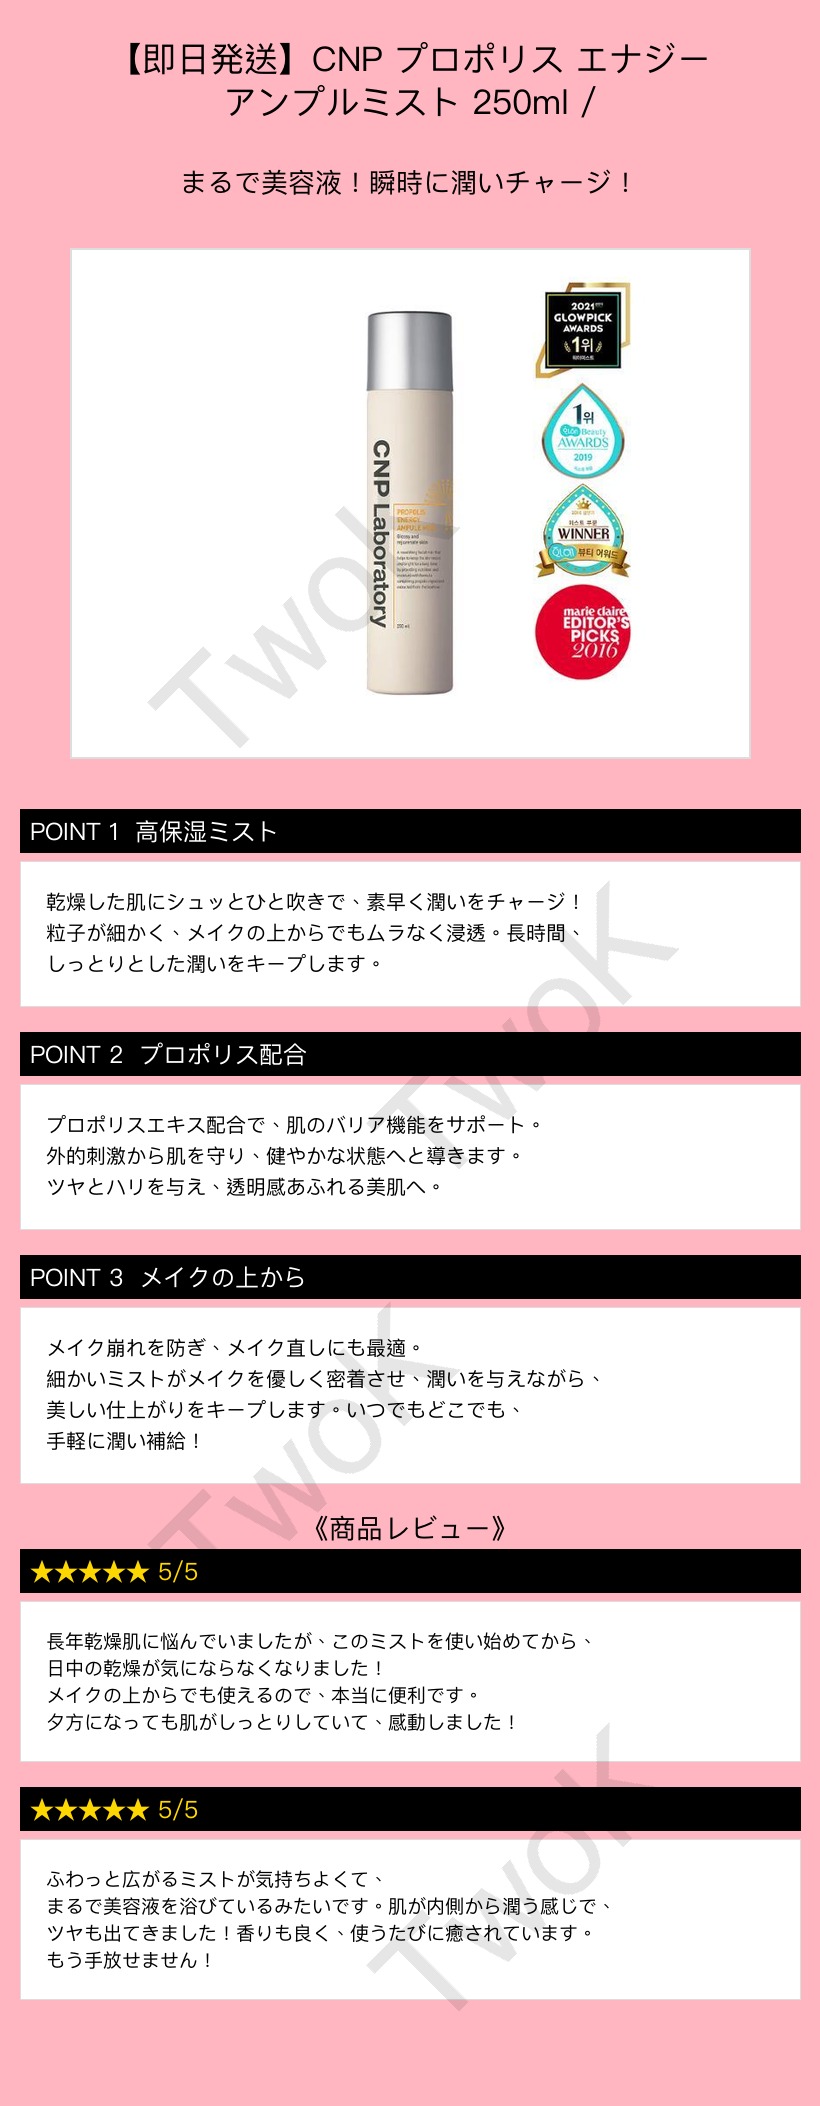 【即日発送】CNP プロポリス エナジー
アンプルミスト 250ml /
まるで美容液！瞬時に潤いチャージ！
2021
GLOWPICK
AWARDS
1위
1위
Beauty
AWARDS
2019
WINNER
뷰티 어워드
marie claire
EDITOR'S
PICKS
2016
CNP Laboratory
PROPOLIS
ENERGY
AMPULE
250 ml
TwoK
POINT 1 高保湿ミスト
乾燥した肌にシュッとひと吹きで、素早く潤いをチャージ！
粒子が細かく、メイクの上からでもムラなく浸透。長時間、
しっとりとした潤いをキープします。
TwoK
POINT 2 プロポリス配合
プロポリスエキス配合で、肌のバリア機能をサポート。
外的刺激から肌を守り、健やかな状態へと導きます。
ツヤとハリを与え、透明感あふれる美肌へ。
POINT 3 メイクの上から
メイク崩れを防ぎ、メイク直しにも最適。
細かいミストがメイクを優しく密着させ、潤いを与えながら、
美しい仕上がりをキープします。いつでもどこでも、
手軽に潤い補給！
TwoK
《商品レビュー》
★★★★★ 5/5
長年乾燥肌に悩んでいましたが、このミストを使い始めてから、
日中の乾燥が気にならなくなりました！
メイクの上からでも使えるので、本当に便利です。
夕方になっても肌がしっとりしていて、感動しました！
★★★★★ 5/5
ふわっと広がるミストが気持ちよくて、
まるで美容液を浴びているみたいです。肌が内側から潤う感じで、
ツヤも出てきました！香りも良く、使うたびに癒されています。
もう手放せません！
TwoK